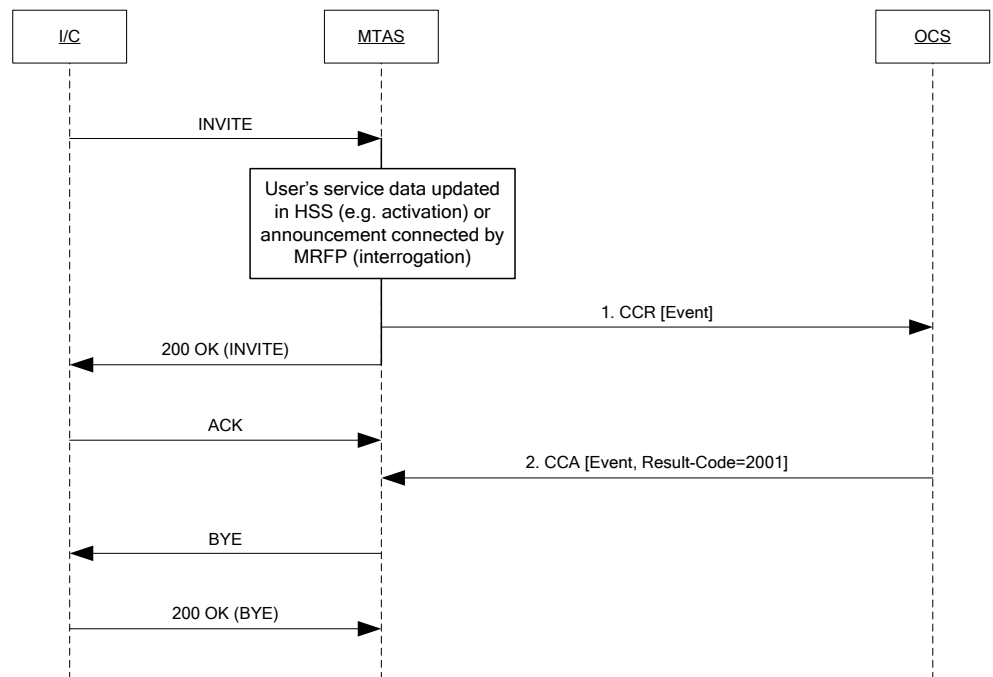 I/C
MTAS
OCS
INVITE
User's service data updated
in HSS (e.g. activation) or
announcement connected by
MRFP (interrogation)
1. CCR [Event]
200 OK (INVITE)
ACK
2. CCA [Event, Result-Code=2001]
BYE
200 OK (BYE)